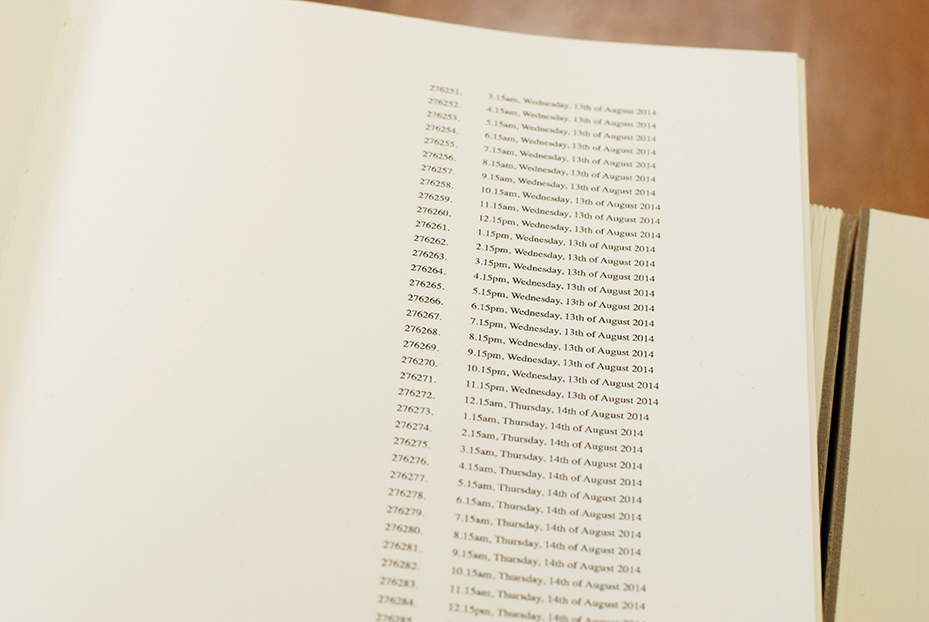 276251. 3.15am, Wednesday, 13th of August 2014
276252. 4.15am, Wednesday, 13th of August 2014
276253. 5.15am, Wednesday, 13th of August 2014
276254. 6.15am, Wednesday, 13th of August 2014
276255. 7.15am, Wednesday, 13th of August 2014
276256. 8.15am, Wednesday, 13th of August 2014
276257. 9.15am, Wednesday, 13th of August 2014
276258. 10.15am, Wednesday, 13th of August 2014
276259. 11.15am, Wednesday, 13th of August 2014
276260. 12.15pm, Wednesday, 13th of August 2014
276261. 1.15pm, Wednesday, 13th of August 2014
276262. 2.15pm, Wednesday, 13th of August 2014
276263. 3.15pm, Wednesday, 13th of August 2014
276264. 4.15pm, Wednesday, 13th of August 2014
276265. 5.15pm, Wednesday, 13th of August 2014
276266. 6.15pm, Wednesday, 13th of August 2014
276267. 7.15pm, Wednesday, 13th of August 2014
276268. 8.15pm, Wednesday, 13th of August 2014
276269. 9.15pm, Wednesday, 13th of August 2014
276270. 10.15pm, Wednesday, 13th of August 2014
276271. 11.15pm, Wednesday, 13th of August 2014
276272. 12.15am, Thursday, 14th of August 2014
276273. 1.15am, Thursday, 14th of August 2014
276274. 2.15am, Thursday, 14th of August 2014
276275. 3.15am, Thursday, 14th of August 2014
276276. 4.15am, Thursday, 14th of August 2014
276277. 5.15am, Thursday, 14th of August 2014
276278. 6.15am, Thursday, 14th of August 2014
276279. 7.15am, Thursday, 14th of August 2014
276280. 8.15am, Thursday, 14th of August 2014
276281. 9.15am, Thursday, 14th of August 2014
276282. 10.15am, Thursday, 14th of August 2014
276283. 11.15am, Thursday, 14th of August 2014
276284. 12.15pm, Thursday, 14th of August
276285.